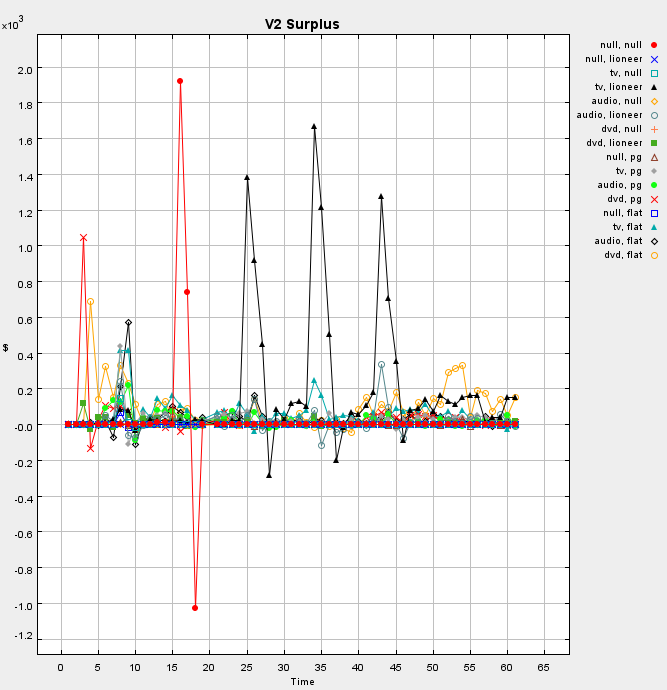 V2 Surplus
x10³
2.0
1.8
1.6
1.4
1.2
1.0
0.8
0.6
0.4
0.2
-0.0
-0.2
-0.4
-0.6
-0.8
-1.0
-1.2
$
0 5 10 15 20 25 30 35 40 45 50 55 60 65
Time
null, null
null, lioneer
tv, null
tv, lioneer
audio, null
audio, lioneer
dvd, null
dvd, lioneer
null, pg
tv, pg
audio, pg
dvd, pg
null, flat
tv, flat
audio, flat
dvd, flat